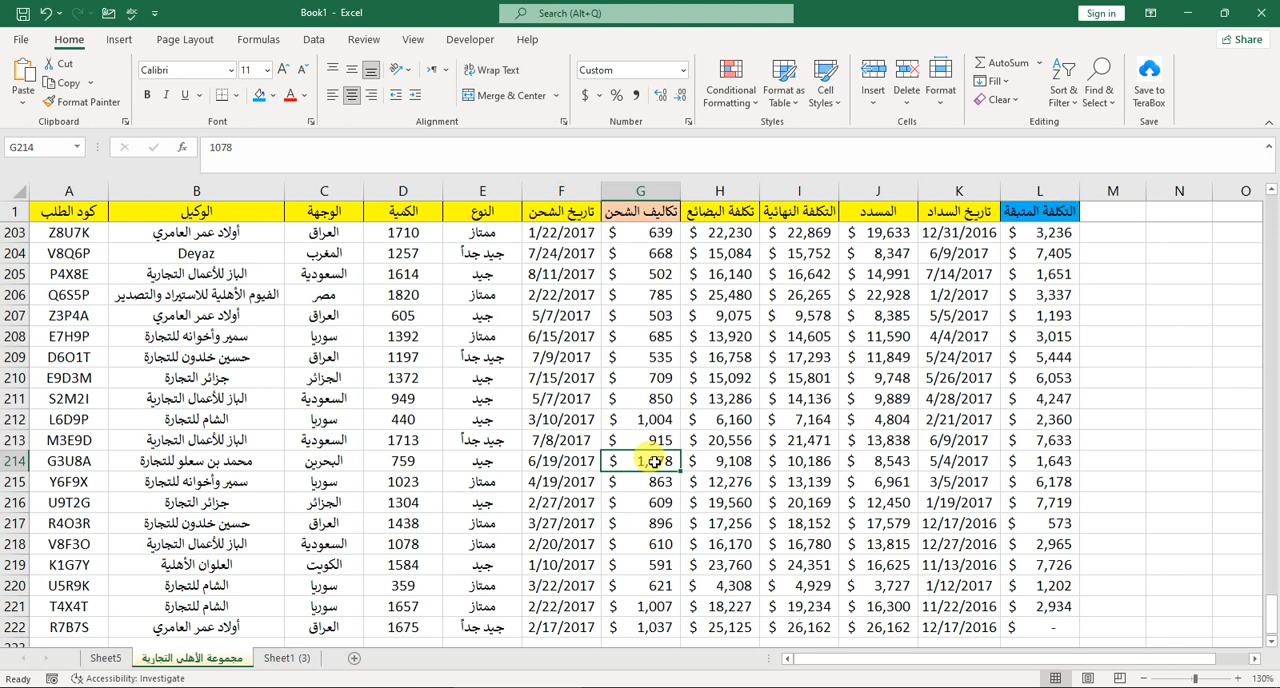 Book1 - Excel
Search (Alt+Q)
Sign in
File Home Insert Page Layout Formulas Data Review View Developer Help Share
Paste Cut Copy Format Painter Clipboard
Calibri 11 B I U Font
Wrap Text Merge & Center Alignment
Custom $ % Number
Conditional Formatting Format as Table Cell Styles Styles
Insert Delete Format Cells
AutoSum Fill Clear Sort & Filter Find & Select Editing
Save to TeraBox Save
G214 fx 1078
A B C D E F G H I J K L M N O
1 كود الطلب الوكيل الوجهة الكمية النوع تاريخ الشحن تكاليف الشحن تكلفة البضائع التكلفة النهائية المسدد تاريخ السداد التكلفة المتبقة
203 Z8U7K أولاد عمر العامري العراق 1710 ممتاز 1/22/2017 $ 639 $ 22,230 $ 22,869 $ 19,633 12/31/2016 $ 3,236
204 V8Q6P Deyaz المغرب 1257 جيد جداً 7/24/2017 $ 668 $ 15,084 $ 15,752 $ 8,347 6/9/2017 $ 7,405
205 P4X8E الباز للأعمال التجارية السعودية 1614 جيد 8/11/2017 $ 502 $ 16,140 $ 16,642 $ 14,991 7/14/2017 $ 1,651
206 Q6S5P الفيوم الأهلية للاستيراد والتصدير مصر 1820 ممتاز 2/22/2017 $ 785 $ 25,480 $ 26,265 $ 22,928 1/2/2017 $ 3,337
207 Z3P4A أولاد عمر العامري العراق 605 جيد 5/7/2017 $ 503 $ 9,075 $ 9,578 $ 8,385 5/5/2017 $ 1,193
208 E7H9P سمير وأخوانه للتجارة سوريا 1392 ممتاز 6/15/2017 $ 685 $ 13,920 $ 14,605 $ 11,590 4/4/2017 $ 3,015
209 D6O1T حسين خلدون للتجارة العراق 1197 جيد جداً 7/9/2017 $ 535 $ 16,758 $ 17,293 $ 11,849 5/24/2017 $ 5,444
210 E9D3M جزائر التجارة الجزائر 1372 جيد 7/15/2017 $ 709 $ 15,092 $ 15,801 $ 9,748 5/26/2017 $ 6,053
211 S2M2I الباز للأعمال التجارية السعودية 949 جيد 5/7/2017 $ 850 $ 13,286 $ 14,136 $ 9,889 4/28/2017 $ 4,247
212 L6D9P الشام للتجارة سوريا 440 ممتاز 3/10/2017 $ 1,004 $ 6,160 $ 7,164 $ 4,804 2/21/2017 $ 2,360
213 M3E9D الباز للأعمال التجارية السعودية 1713 جيد جداً 7/8/2017 $ 915 $ 20,556 $ 21,471 $ 13,838 6/9/2017 $ 7,633
214 G3U8A محمد بن سعلو للتجارة البحرين 759 جيد 6/19/2017 $ 1,078 $ 9,108 $ 10,186 $ 8,543 5/4/2017 $ 1,643
215 Y6F9X سمير وأخوانه للتجارة سوريا 1023 ممتاز 4/19/2017 $ 863 $ 12,276 $ 13,139 $ 6,961 3/5/2017 $ 6,178
216 U9T2G جزائر التجارة الجزائر 1304 جيد 2/27/2017 $ 609 $ 19,560 $ 20,169 $ 12,450 1/19/2017 $ 7,719
217 R4O3R حسين خلدون للتجارة العراق 1438 ممتاز 3/27/2017 $ 896 $ 17,256 $ 18,152 $ 17,579 12/17/2016 $ 573
218 V8F3O الباز للأعمال التجارية السعودية 1078 ممتاز 2/20/2017 $ 610 $ 16,170 $ 16,780 $ 13,815 12/27/2016 $ 2,965
219 K1G7Y العلوان الأهلية الكويت 1584 جيد 1/10/2017 $ 591 $ 23,760 $ 24,351 $ 16,625 11/13/2016 $ 7,726
220 U5R9K الشام للتجارة سوريا 359 ممتاز 3/22/2017 $ 621 $ 4,308 $ 4,929 $ 3,727 1/12/2017 $ 1,202
221 T4X4T الشام للتجارة سوريا 1657 ممتاز 2/22/2017 $ 1,007 $ 18,227 $ 19,234 $ 16,300 11/22/2016 $ 2,934
222 R7B7S أولاد عمر العامري العراق 1675 جيد جداً 2/17/2017 $ 1,037 $ 25,125 $ 26,162 $ 26,162 12/17/2016 $ -
Sheet5 مجموعة الأهلي التجارية Sheet1 (3)
Ready Accessibility: Investigate 130%